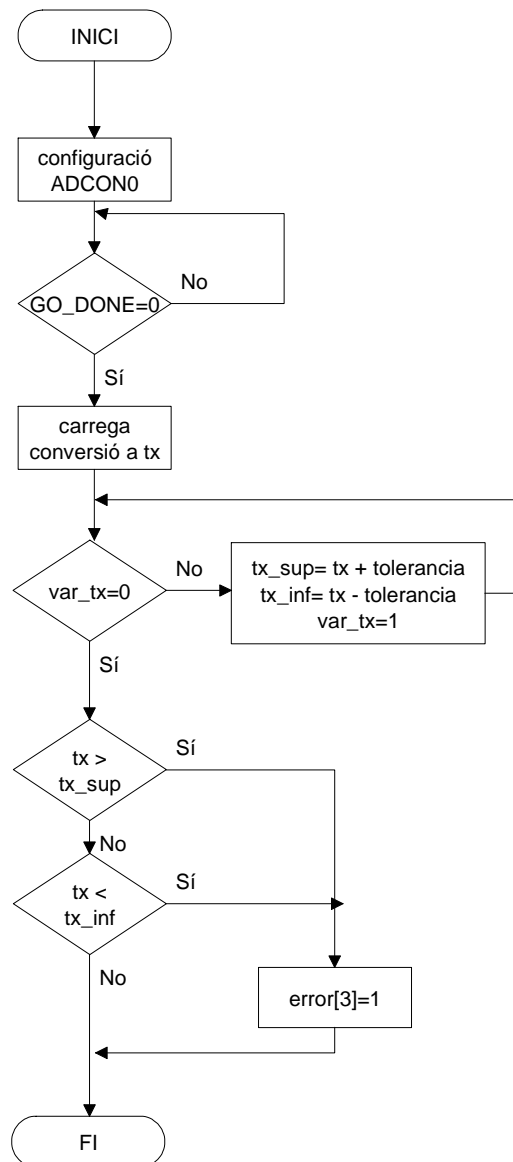 INICI
configuració
ADCON0
GO_DONE=0
No
Sí
carrega
conversió a tx
var_tx=0
No
tx_sup= tx + tolerancia
tx_inf= tx - tolerancia
var_tx=1
Sí
tx >
tx_sup
Sí
No
tx <
tx_inf
Sí
No
error[3]=1
FI